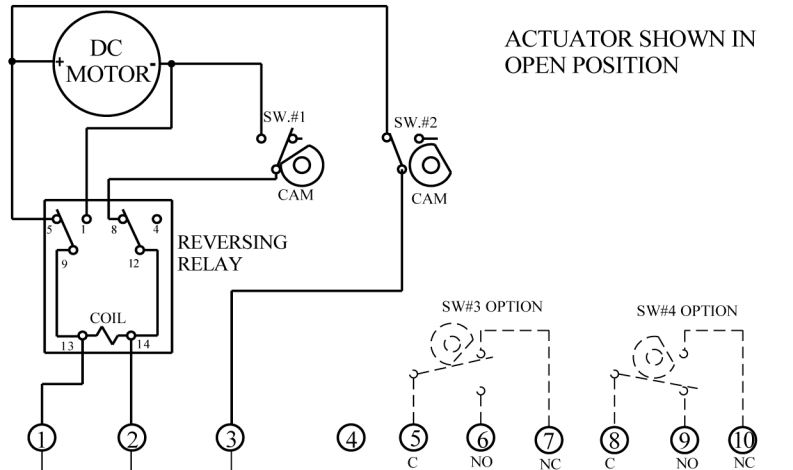 DC
MOTOR
+
-
ACTUATOR SHOWN IN
OPEN POSITION
SW.#1
SW.#2
CAM
CAM
5
1
8
4
REVERSING
RELAY
9
12
COIL
13
14
SW#3 OPTION
SW#4 OPTION
1
2
3
4
5
6
7
8
9
10
C
NO
NC
C
NO
NC